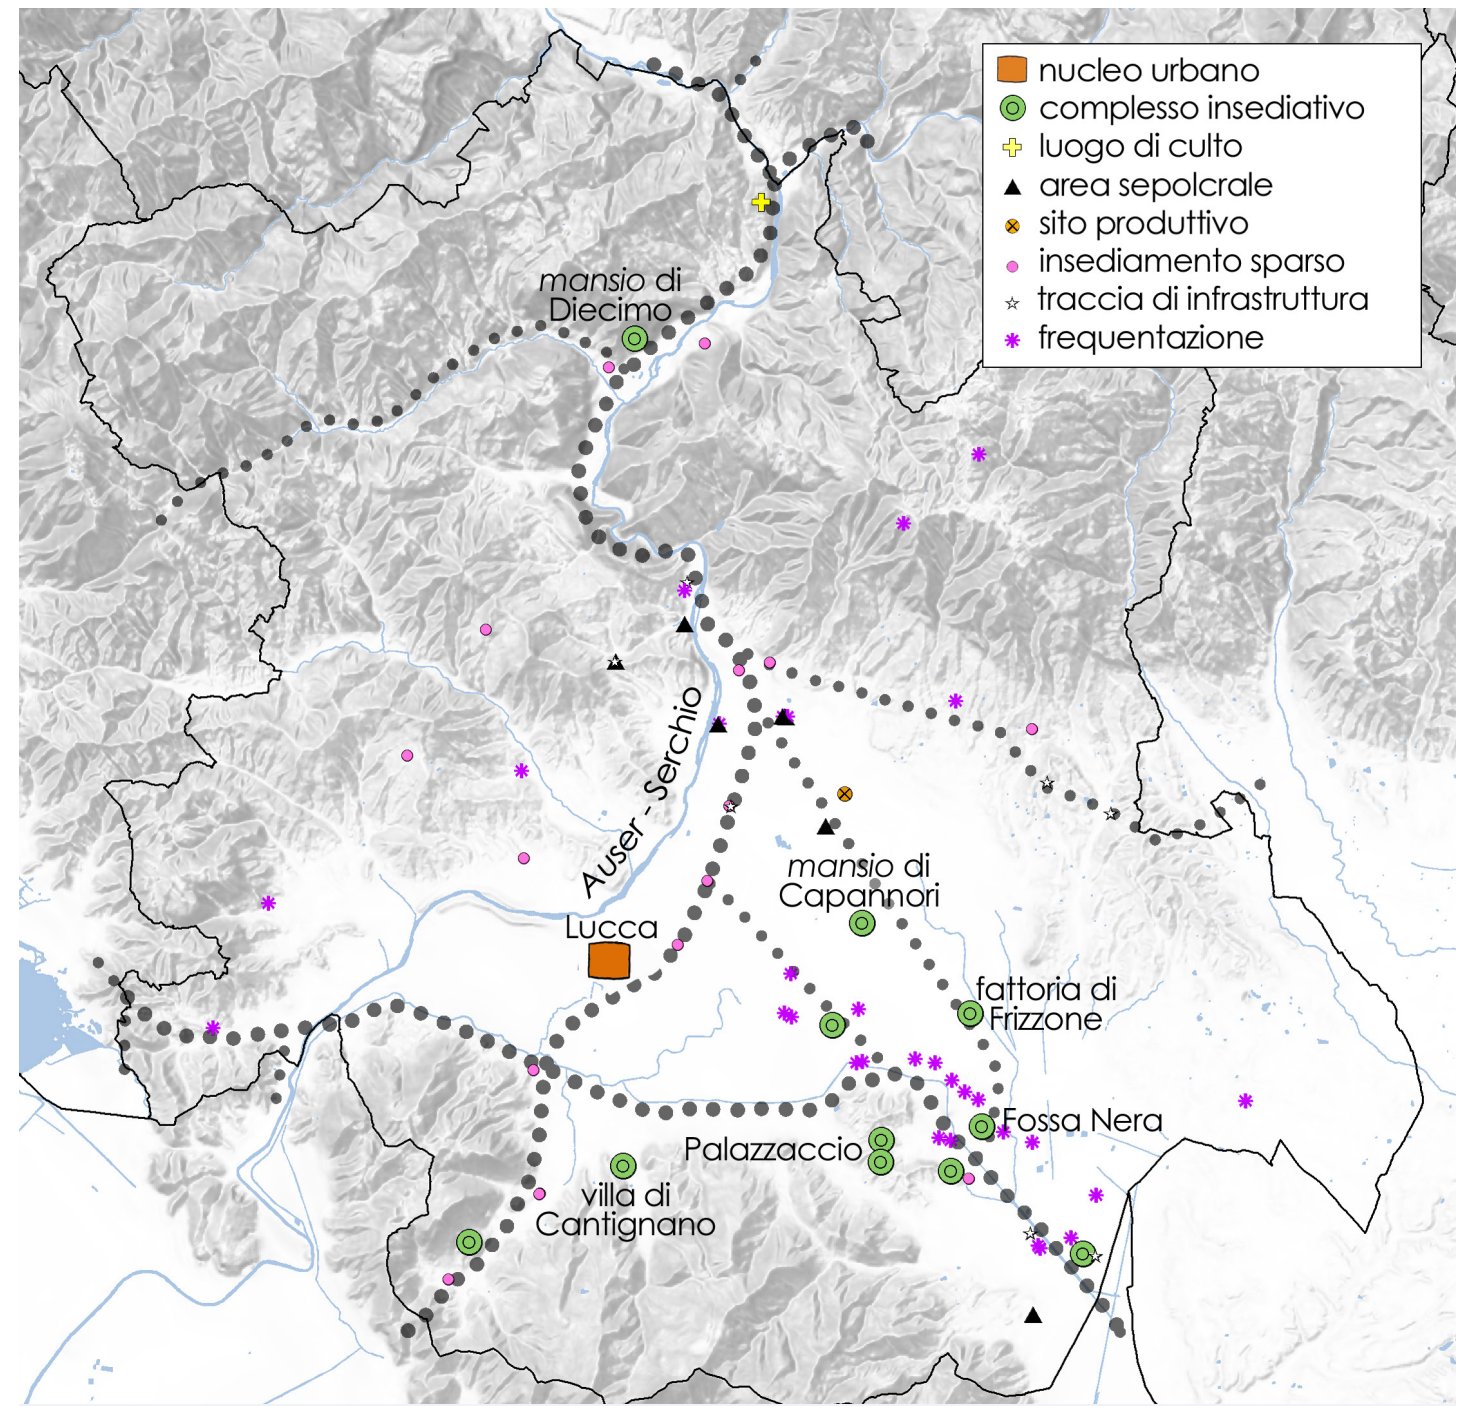 nucleo urbano
complesso insediativo
luogo di culto
area sepolcrale
sito produttivo
insediamento sparso
traccia di infrastruttura
frequentazione
mansio di
Diecimo
Auser - Serchio
mansio di
Capannori
Lucca
fattoria di
Frizzone
Fossa Nera
Palazzaccio
villa di
Cantignano